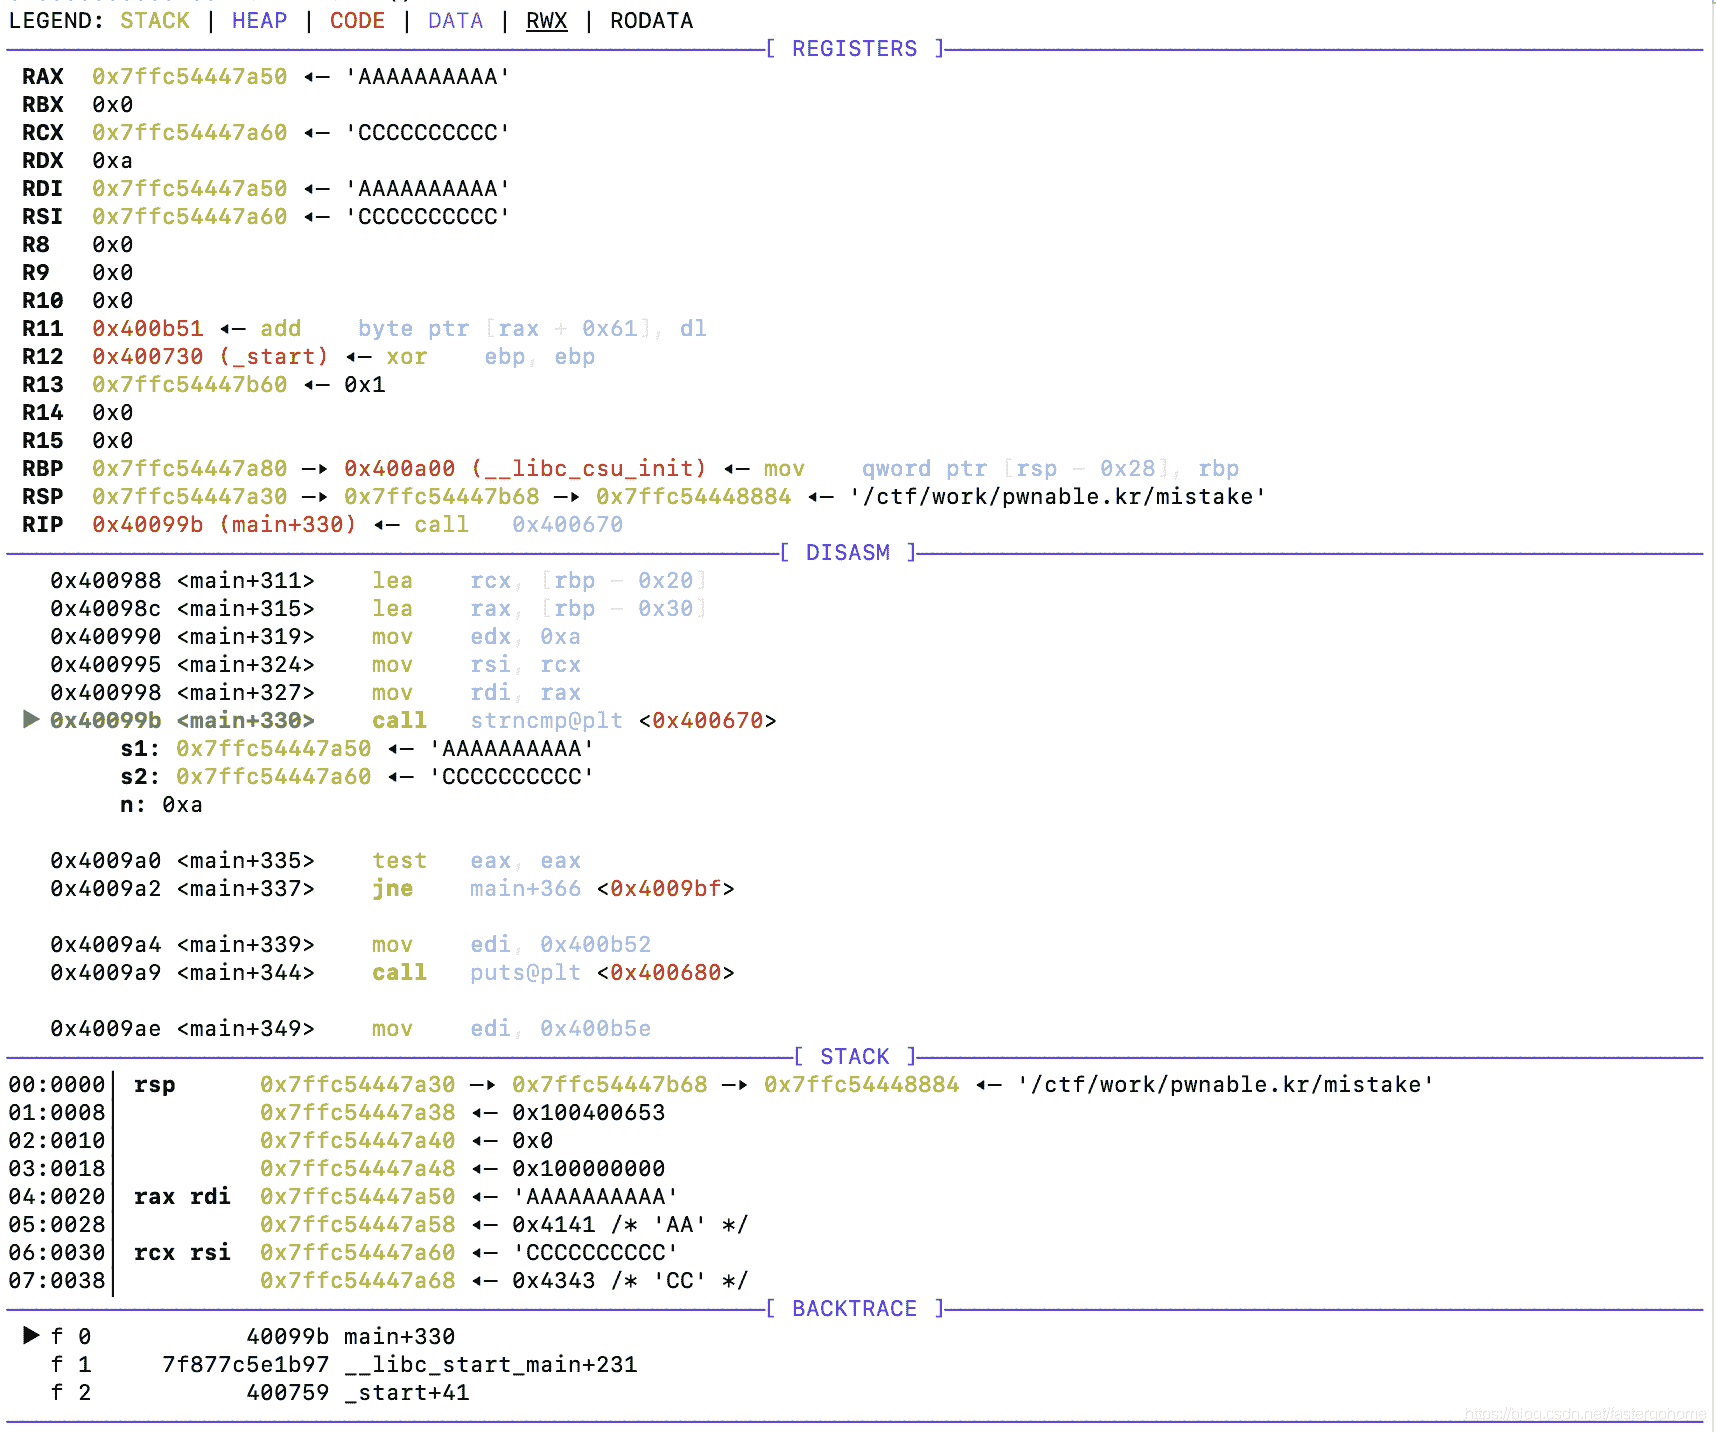 LEGEND: STACK | HEAP | CODE | DATA | RWX | RODATA
[ REGISTERS ]
RAX  0x7ffc54447a50 ◂— 'AAAAAAAAAA'
RBX  0x0
RCX  0x7ffc54447a60 ◂— 'CCCCCCCCCC'
RDX  0xa
RDI  0x7ffc54447a50 ◂— 'AAAAAAAAAA'
RSI  0x7ffc54447a60 ◂— 'CCCCCCCCCC'
R8   0x0
R9   0x0
R10  0x0
R11  0x400b51 ◂— add    byte ptr [rax + 0x61], dl
R12  0x400730 (_start) ◂— xor    ebp, ebp
R13  0x7ffc54447b60 ◂— 0x1
R14  0x0
R15  0x0
RBP  0x7ffc54447a80 —▸ 0x400a00 (__libc_csu_init) ◂— mov    qword ptr [rsp - 0x28], rbp
RSP  0x7ffc54447a30 —▸ 0x7ffc54447b68 —▸ 0x7ffc54448884 ◂— '/ctf/work/pwnable.kr/mistake'
RIP  0x40099b (main+330) ◂— call   0x400670
[ DISASM ]
0x400988 <main+311>    lea    rcx, [rbp - 0x20]
0x40098c <main+315>    lea    rax, [rbp - 0x30]
0x400990 <main+319>    mov    edx, 0xa
0x400995 <main+324>    mov    rsi, rcx
0x400998 <main+327>    mov    rdi, rax
► 0x40099b <main+330>    call   strncmp@plt <0x400670>
s1: 0x7ffc54447a50 ◂— 'AAAAAAAAAA'
s2: 0x7ffc54447a60 ◂— 'CCCCCCCCCC'
n: 0xa
0x4009a0 <main+335>    test   eax, eax
0x4009a2 <main+337>    jne    main+366 <0x4009bf>
0x4009a4 <main+339>    mov    edi, 0x400b52
0x4009a9 <main+344>    call   puts@plt <0x400680>
0x4009ae <main+349>    mov    edi, 0x400b5e
[ STACK ]
00:0000│ rsp      0x7ffc54447a30 —▸ 0x7ffc54447b68 —▸ 0x7ffc54448884 ◂— '/ctf/work/pwnable.kr/mistake'
01:0008│          0x7ffc54447a38 ◂— 0x100400653
02:0010│          0x7ffc54447a40 ◂— 0x0
03:0018│          0x7ffc54447a48 ◂— 0x100000000
04:0020│ rax rdi  0x7ffc54447a50 ◂— 'AAAAAAAAAA'
05:0028│          0x7ffc54447a58 ◂— 0x4141 /* 'AA' */
06:0030│ rcx rsi  0x7ffc54447a60 ◂— 'CCCCCCCCCC'
07:0038│          0x7ffc54447a68 ◂— 0x4343 /* 'CC' */
[ BACKTRACE ]
► f 0           40099b main+330
f 1     7f877c5e1b97 __libc_start_main+231
f 2           400759 _start+41
https://blog.csdn.net/fastergohome